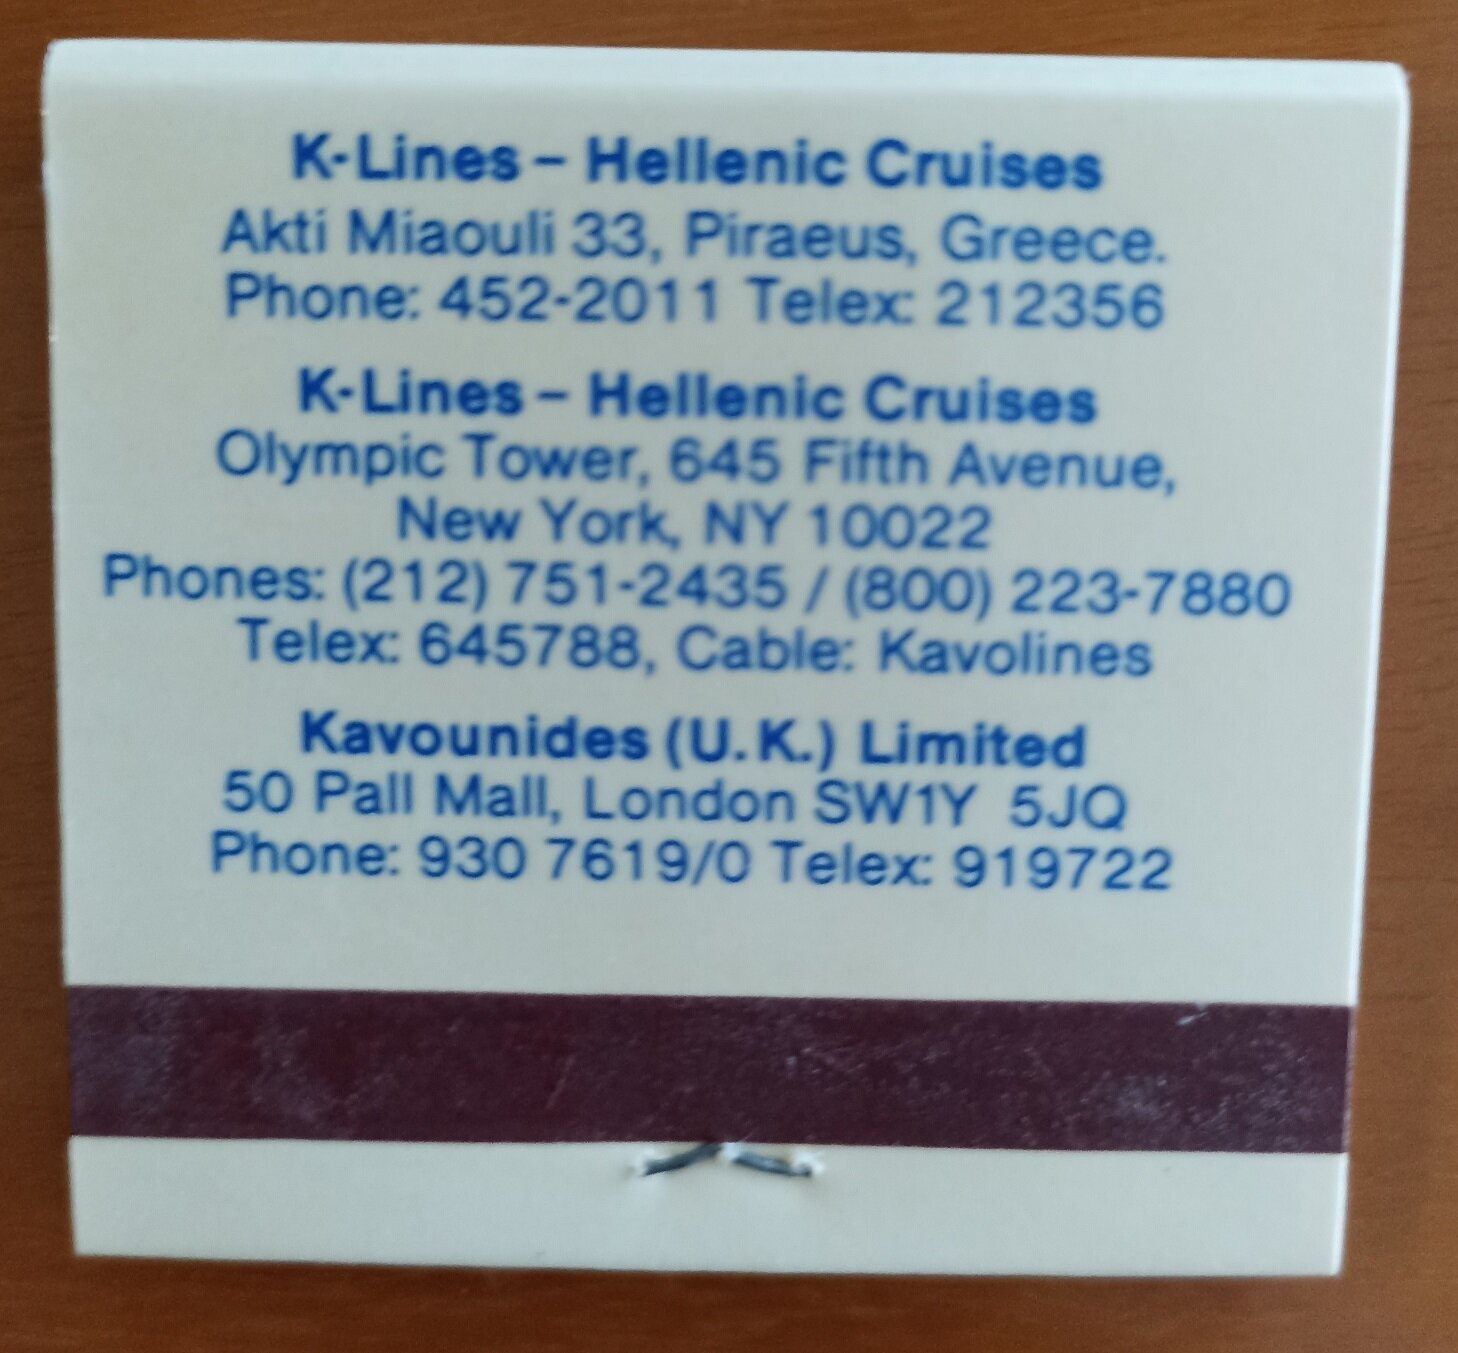 K-Lines – Hellenic Cruises
Akti Miaouli 33, Piraeus, Greece.
Phone: 452-2011 Telex: 212356
K-Lines – Hellenic Cruises
Olympic Tower, 645 Fifth Avenue,
New York, NY 10022
Phones: (212) 751-2435 / (800) 223-7880
Telex: 645788, Cable: Kavolines
Kavounides (U.K.) Limited
50 Pall Mall, London SW1Y 5JQ
Phone: 930 7619/0 Telex: 919722